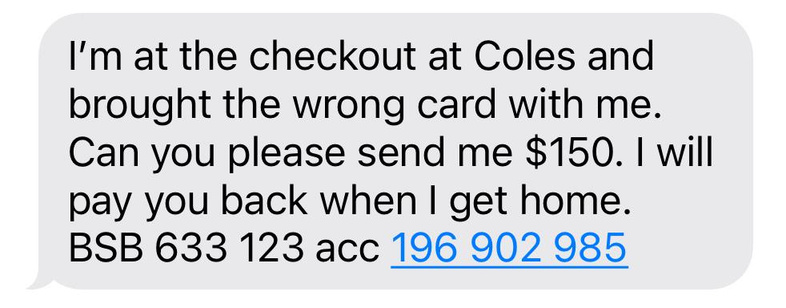 I’m at the checkout at Coles and
brought the wrong card with me.
Can you please send me $150. I will
pay you back when I get home.
BSB 633 123 acc 196 902 985